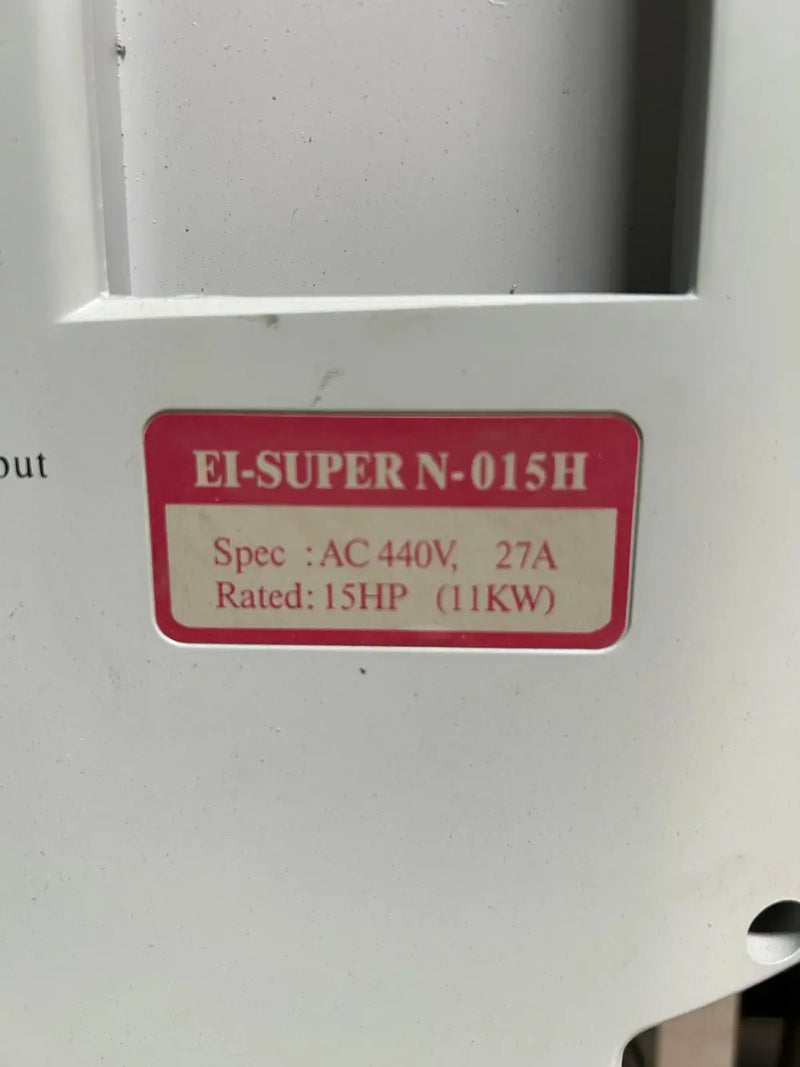 EI-SUPER N-015H
out
Spec : AC 440V, 27A
Rated: 15HP (11KW)